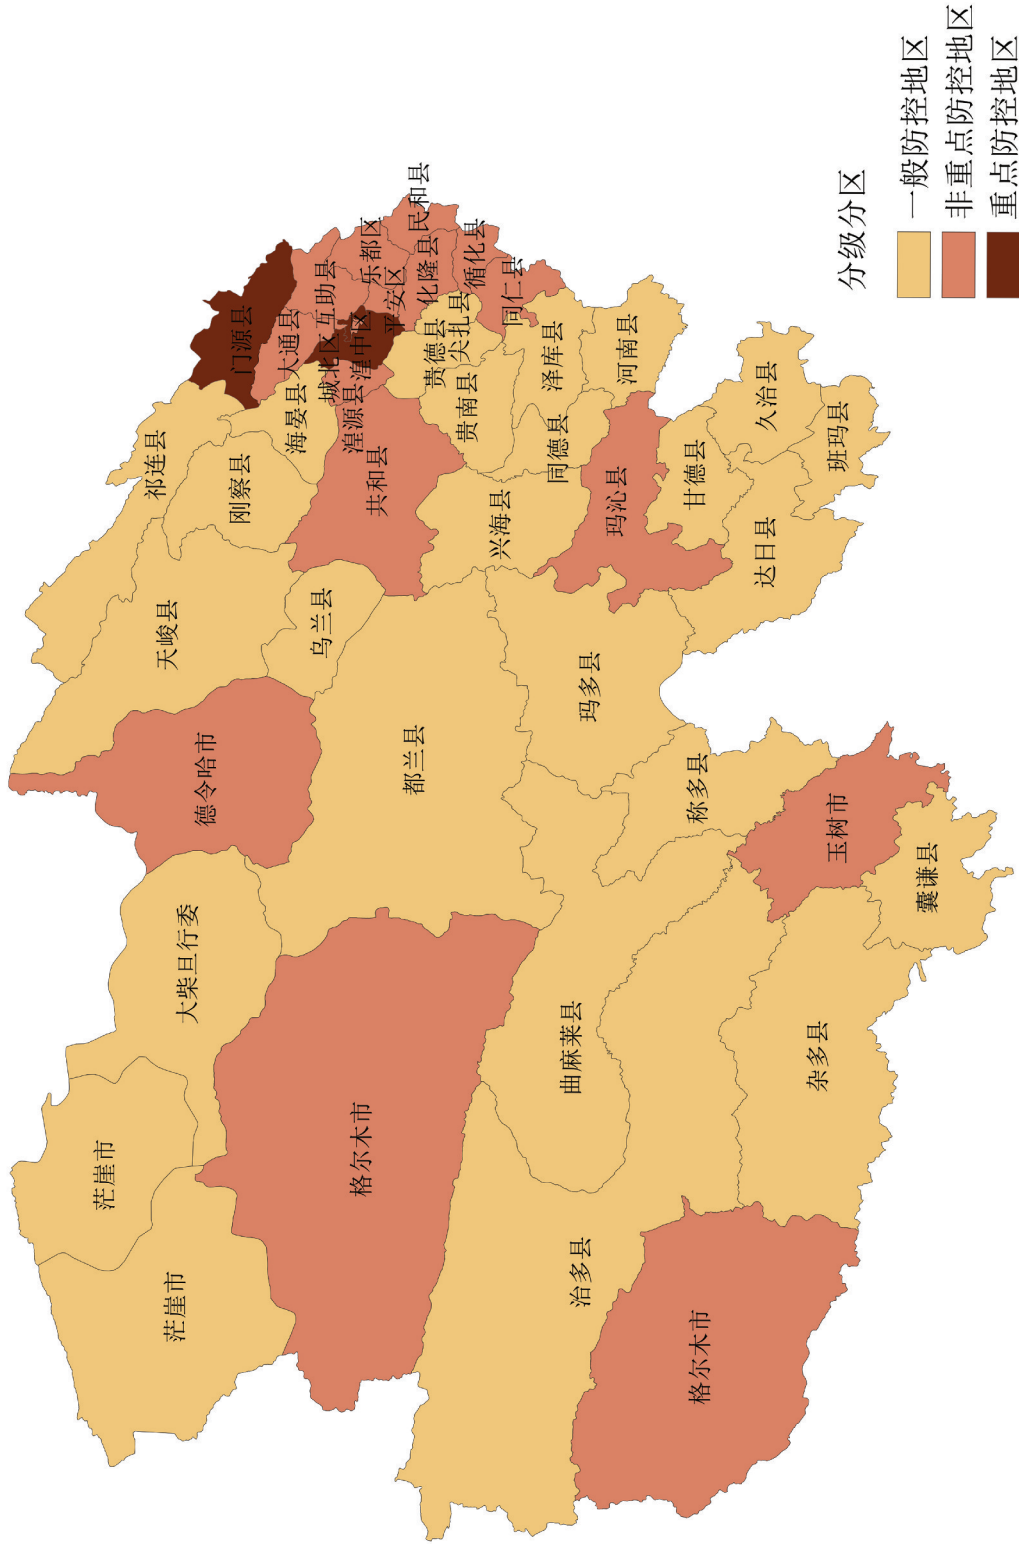 祁连县
门源县
天峻县
刚察县
海晏县
大通县
互助县
乐都区
民和县
城北区
湟中区
平安区
化隆县
循化县
湟源县
共和县
贵德县
尖扎县
同仁县
贵南县
泽库县
河南县
同德县
兴海县
乌兰县
德令哈市
都兰县
大柴旦行委
茫崖市
茫崖市
格尔木市
玛沁县
甘德县
久治县
班玛县
达日县
玛多县
称多县
玉树市
囊谦县
曲麻莱县
杂多县
治多县
格尔木市
分级分区
一般防控地区
非重点防控地区
重点防控地区